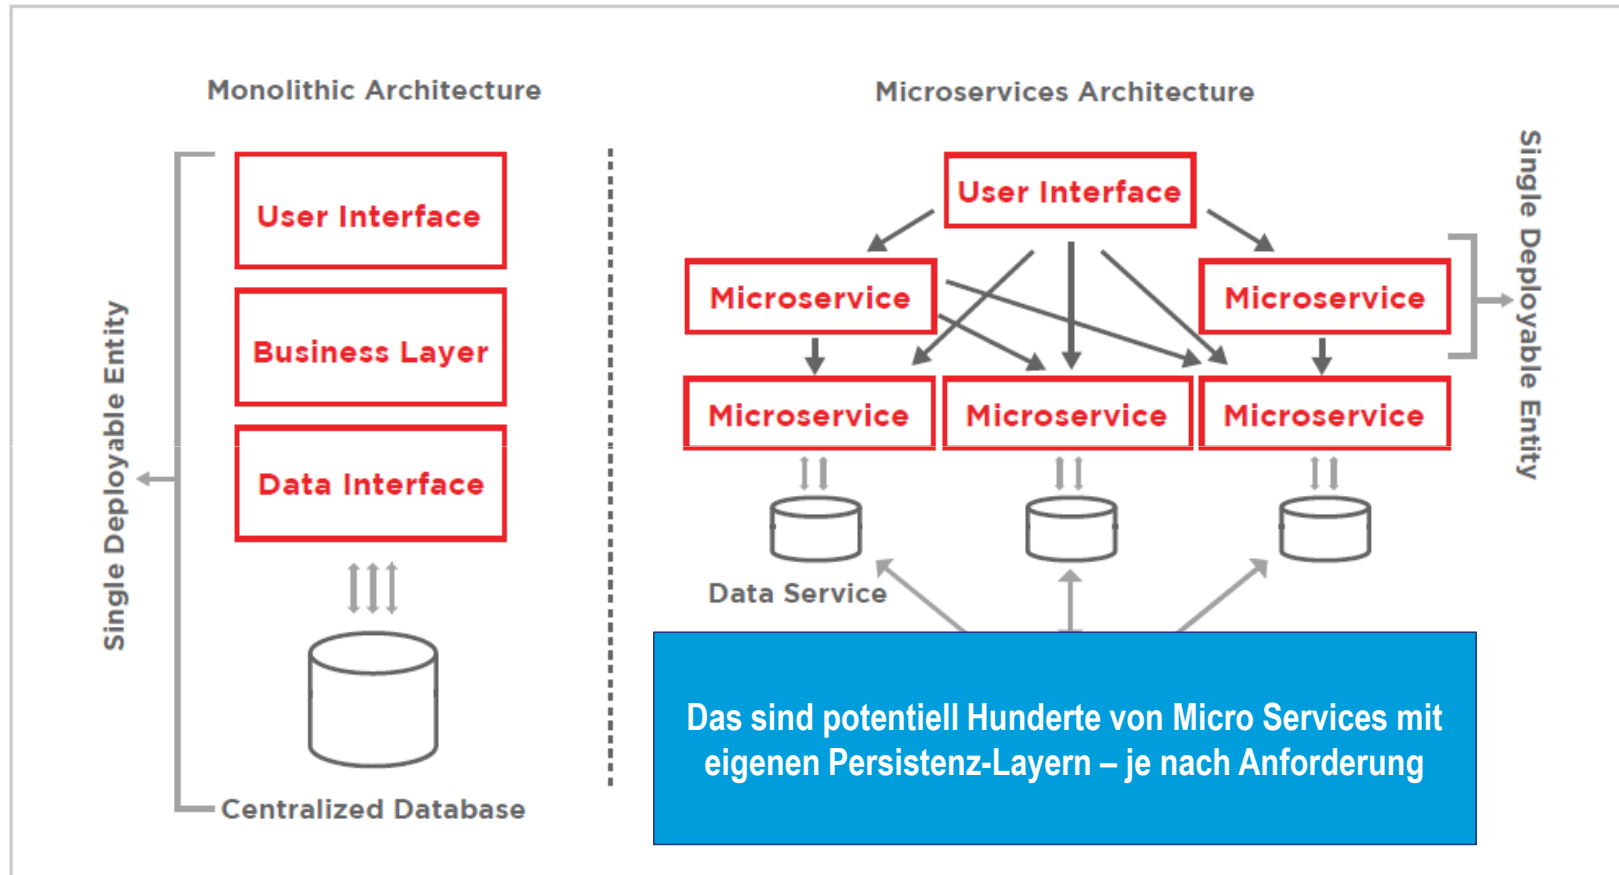 Monolithic Architecture
Single Deployable Entity
User Interface
Business Layer
Data Interface
Centralized Database
Microservices Architecture
User Interface
Microservice
Microservice
Single Deployable Entity
Microservice
Microservice
Microservice
Data Service
Das sind potentiell Hunderte von Micro Services mit
eigenen Persistenz-Layern – je nach Anforderung